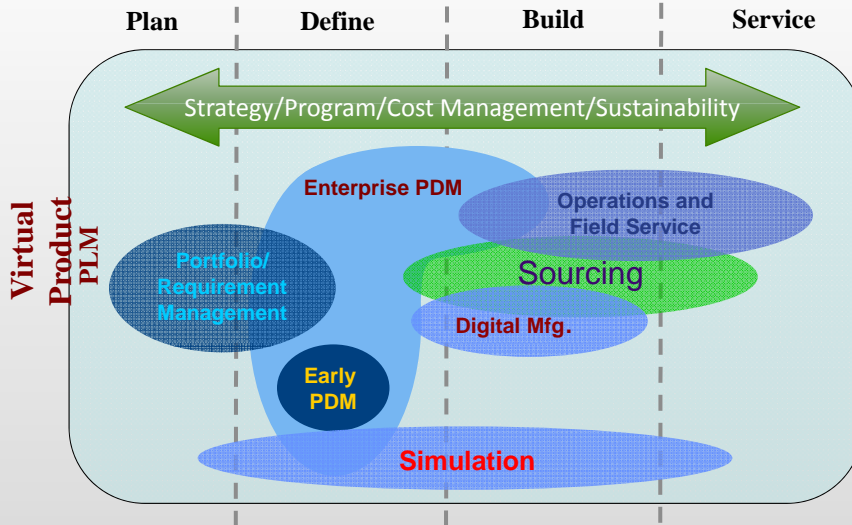 Plan Define Build Service
Strategy/Program/Cost Management/Sustainability
Enterprise PDM
Operations and
Field Service
Virtual
Product
PLM
Portfolio/
Requirement
Management
Sourcing
Digital Mfg.
Early
PDM
Simulation